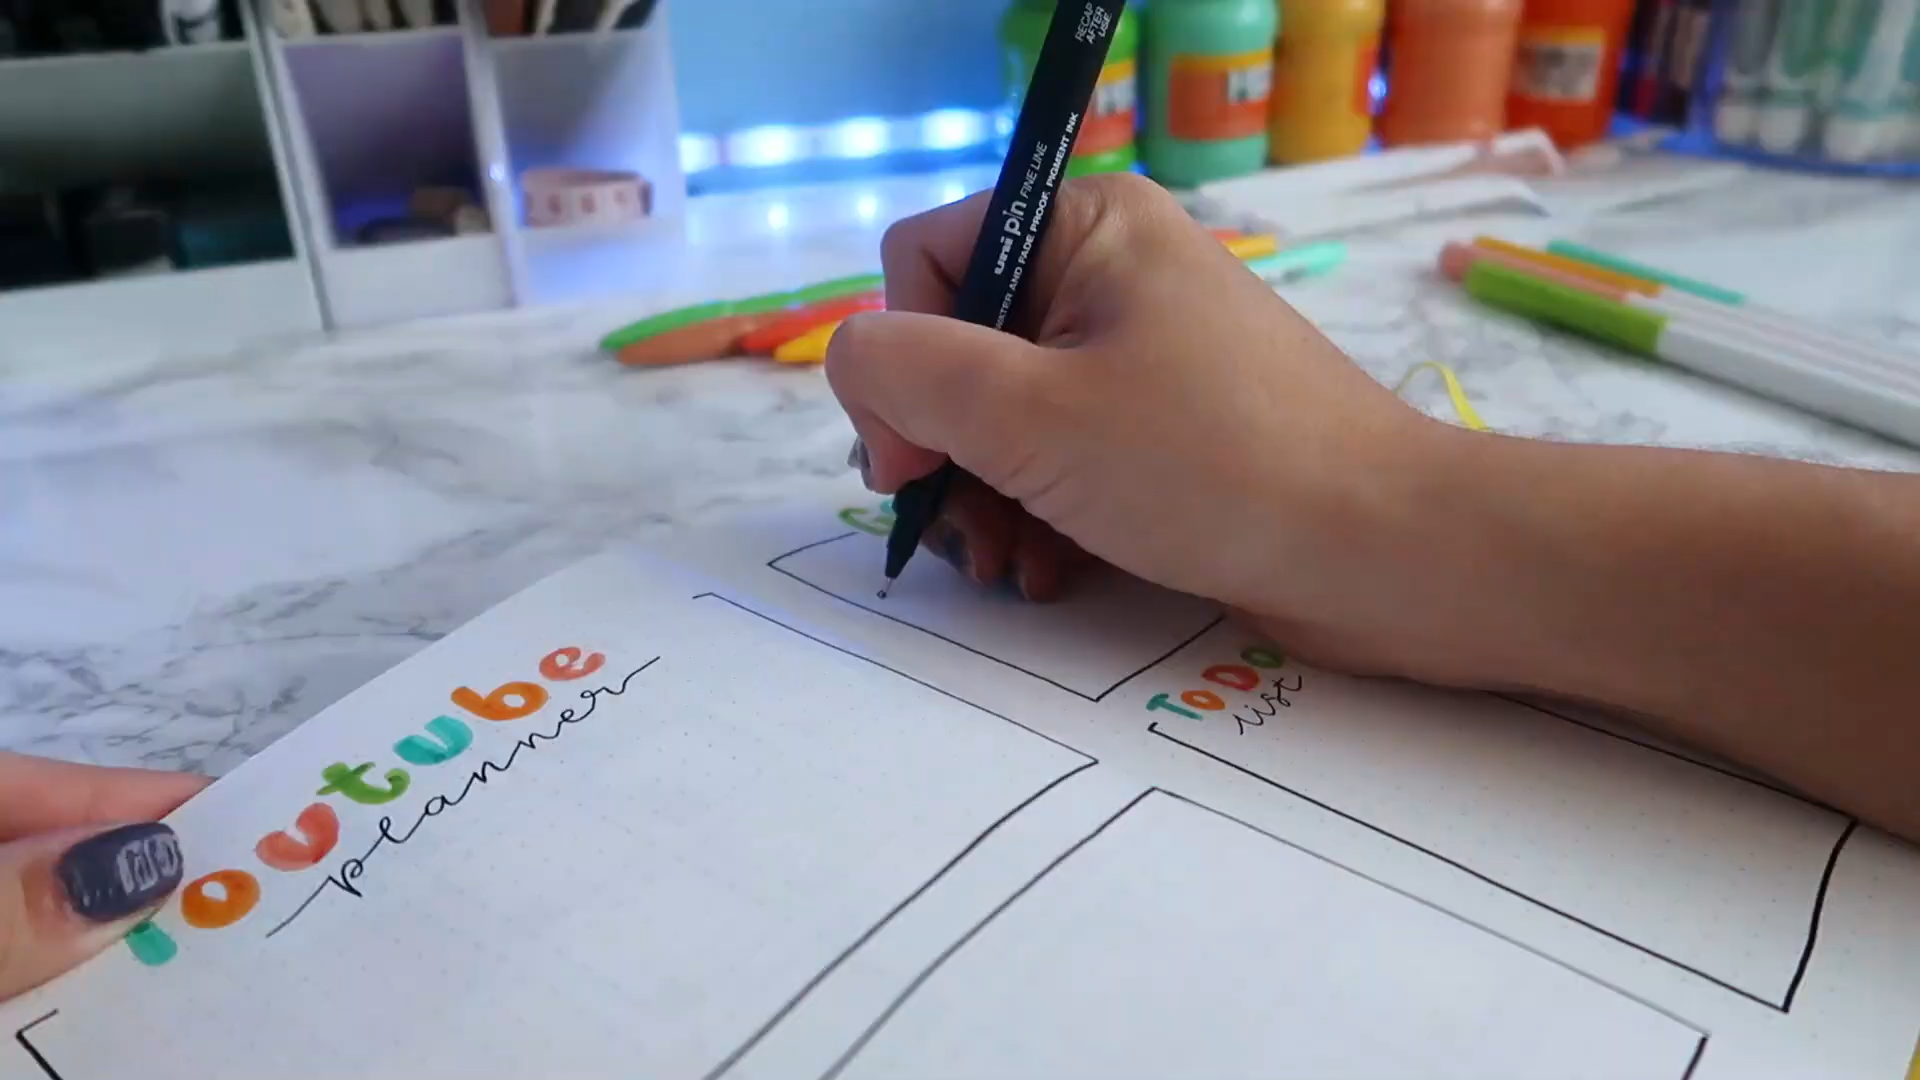 RECAP
AFTER
USE
uni pin FINE LINE
WATER AND FADE PROOF, PIGMENT INK
Youtube
planner
To Do
list